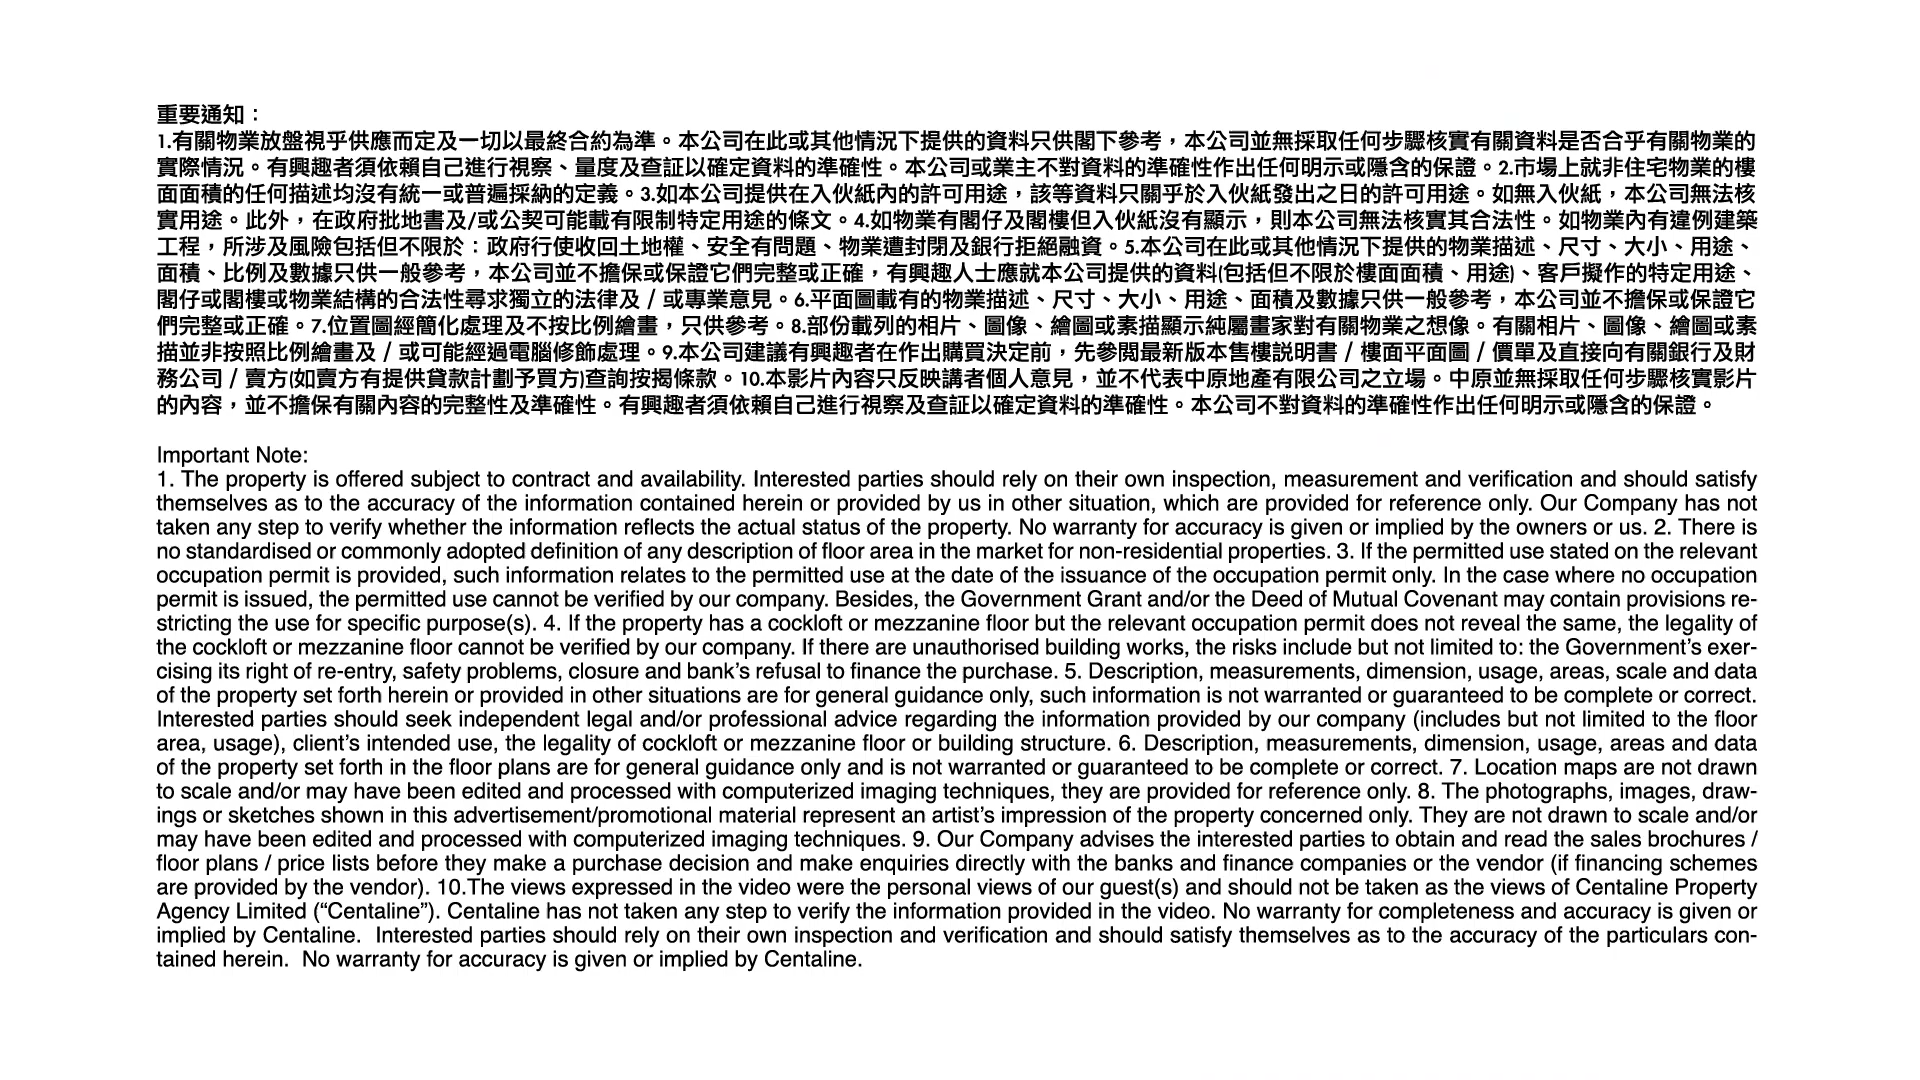 重要通知：
1.有關物業放盤視乎供應而定及一切以最終合約為準。本公司在此或其他情況下提供的資料只供閣下參考，本公司並無採取任何步驟核實有關資料是否合乎有關物業的
實際情況。有興趣者須依賴自己進行視察、量度及查証以確定資料的準確性。本公司或業主不對資料的準確性作出任何明示或隱含的保證。2.市場上就非住宅物業的樓
面面積的任何描述均沒有統一或普遍採納的定義。3.如本公司提供在入伙紙內的許可用途，該等資料只關乎於入伙紙發出之日的許可用途。如無入伙紙，本公司無法核
實用途。此外，在政府批地書及/或公契可能載有限制特定用途的條文。4.如物業有閣仔及閣樓但入伙紙沒有顯示，則本公司無法核實其合法性。如物業內有違例建築
工程，所涉及風險包括但不限於：政府行使收回土地權、安全有問題、物業遭封閉及銀行拒絕融資。5.本公司在此或其他情況下提供的物業描述、尺寸、大小、用途、
面積、比例及數據只供一般參考，本公司並不擔保或保證它們完整或正確，有興趣人士應就本公司提供的資料(包括但不限於樓面面積、用途)、客戶擬作的特定用途、
閣仔或閣樓或物業結構的合法性尋求獨立的法律及 / 或專業意見。6.平面圖載有的物業描述、尺寸、大小、用途、面積及數據只供一般參考，本公司並不擔保或保證它
們完整或正確。7.位置圖經簡化處理及不按比例繪畫，只供參考。8.部份載列的相片、圖像、繪圖或素描顯示純屬畫家對有關物業之想像。有關相片、圖像、繪圖或素
描並非按照比例繪畫及 / 或可能經過電腦修飾處理。9.本公司建議有興趣者在作出購買決定前，先參閱最新版本售樓説明書 / 樓面平面圖 / 價單及直接向有關銀行及財
務公司 / 賣方(如賣方有提供貸款計劃予買方)查詢按揭條款。10.本影片內容只反映講者個人意見，並不代表中原地產有限公司之立場。中原並無採取任何步驟核實影片
的內容，並不擔保有關內容的完整性及準確性。有興趣者須依賴自己進行視察及查証以確定資料的準確性。本公司不對資料的準確性作出任何明示或隱含的保證。
Important Note:
1. The property is offered subject to contract and availability. Interested parties should rely on their own inspection, measurement and verification and should satisfy
themselves as to the accuracy of the information contained herein or provided by us in other situation, which are provided for reference only. Our Company has not
taken any step to verify whether the information reflects the actual status of the property. No warranty for accuracy is given or implied by the owners or us. 2. There is
no standardised or commonly adopted definition of any description of floor area in the market for non-residential properties. 3. If the permitted use stated on the relevant
occupation permit is provided, such information relates to the permitted use at the date of the issuance of the occupation permit only. In the case where no occupation
permit is issued, the permitted use cannot be verified by our company. Besides, the Government Grant and/or the Deed of Mutual Covenant may contain provisions re-
stricting the use for specific purpose(s). 4. If the property has a cockloft or mezzanine floor but the relevant occupation permit does not reveal the same, the legality of
the cockloft or mezzanine floor cannot be verified by our company. If there are unauthorised building works, the risks include but not limited to: the Government’s exer-
cising its right of re-entry, safety problems, closure and bank’s refusal to finance the purchase. 5. Description, measurements, dimension, usage, areas, scale and data
of the property set forth herein or provided in other situations are for general guidance only, such information is not warranted or guaranteed to be complete or correct.
Interested parties should seek independent legal and/or professional advice regarding the information provided by our company (includes but not limited to the floor
area, usage), client’s intended use, the legality of cockloft or mezzanine floor or building structure. 6. Description, measurements, dimension, usage, areas and data
of the property set forth in the floor plans are for general guidance only and is not warranted or guaranteed to be complete or correct. 7. Location maps are not drawn
to scale and/or may have been edited and processed with computerized imaging techniques, they are provided for reference only. 8. The photographs, images, draw-
ings or sketches shown in this advertisement/promotional material represent an artist’s impression of the property concerned only. They are not drawn to scale and/or
may have been edited and processed with computerized imaging techniques. 9. Our Company advises the interested parties to obtain and read the sales brochures /
floor plans / price lists before they make a purchase decision and make enquiries directly with the banks and finance companies or the vendor (if financing schemes
are provided by the vendor). 10.The views expressed in the video were the personal views of our guest(s) and should not be taken as the views of Centaline Property
Agency Limited (“Centaline”). Centaline has not taken any step to verify the information provided in the video. No warranty for completeness and accuracy is given or
implied by Centaline.  Interested parties should rely on their own inspection and verification and should satisfy themselves as to the accuracy of the particulars con-
tained herein.  No warranty for accuracy is given or implied by Centaline.